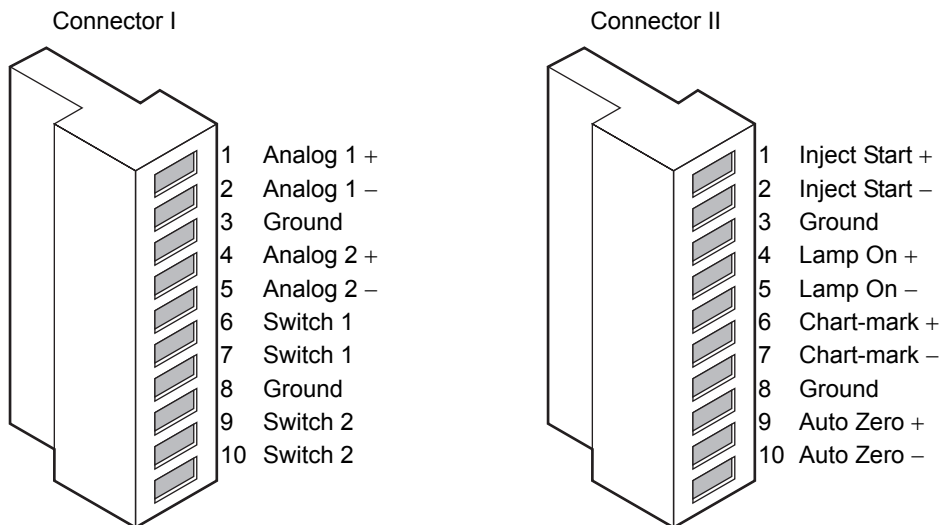 Connector I
1 Analog 1 +
2 Analog 1 −
3 Ground
4 Analog 2 +
5 Analog 2 −
6 Switch 1
7 Switch 1
8 Ground
9 Switch 2
10 Switch 2
Connector II
1 Inject Start +
2 Inject Start −
3 Ground
4 Lamp On +
5 Lamp On −
6 Chart-mark +
7 Chart-mark −
8 Ground
9 Auto Zero +
10 Auto Zero −